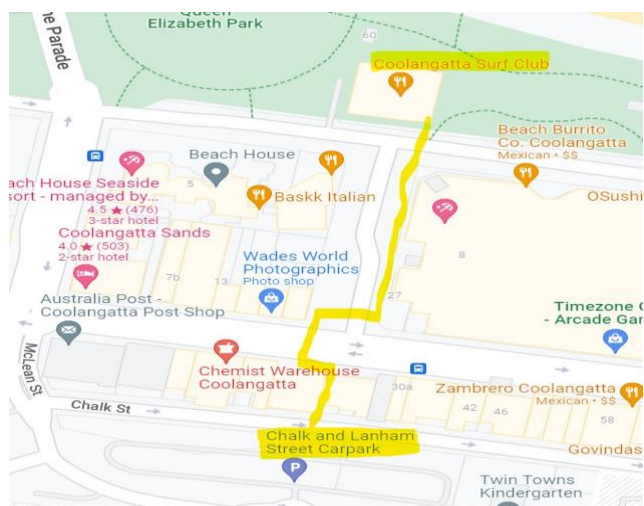 Queen
Elizabeth Park
60
Coolangatta Surf Club
he Parade
Beach Burrito
Co. Coolangatta
Mexican • $$
Beach House
5
Baskk Italian
OSushi
ach House Seaside
sort - managed by...
4.5 ★ (476)
3-star hotel
Coolangatta Sands
4.0 ★ (503)
2-star hotel
7b
13
Wades World
Photographics
Photo shop
8
27
Australia Post -
Coolangatta Post Shop
Timezone C
- Arcade Gar
McLean St
Chemist Warehouse
Coolangatta
30a
Zambrero Coolangatta
Mexican • $$
42
46
58
Chalk St
Chalk and Lanham
Street Carpark
P
Govindas
Twin Towns
Kindergarten